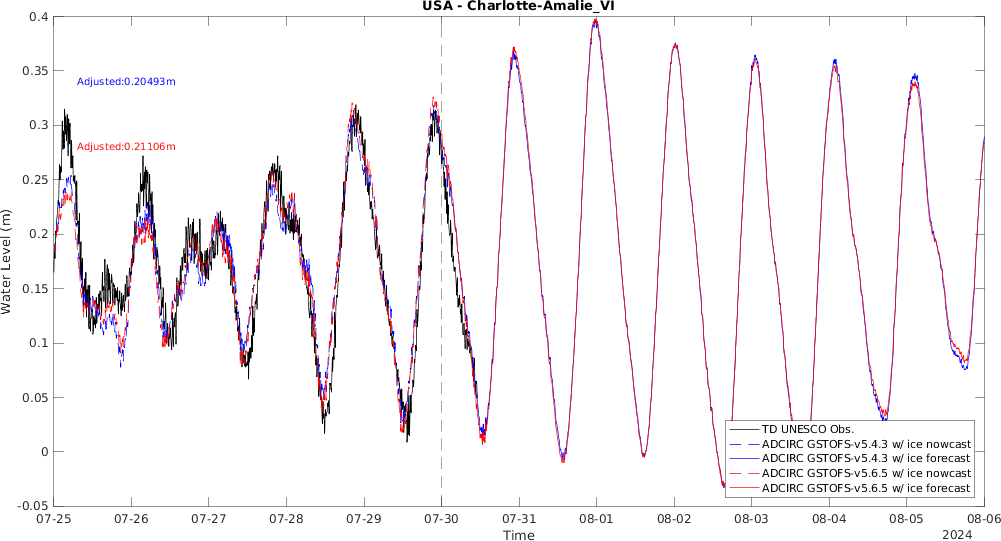 USA - Charlotte-Amalie_VI
0.4
0.35
0.3
0.25
0.2
0.15
0.1
0.05
0
-0.05
Water Level (m)
Adjusted:0.20493m
Adjusted:0.21106m
TD UNESCO Obs.
ADCIRC GSTOFS-v5.4.3 w/ ice nowcast
ADCIRC GSTOFS-v5.4.3 w/ ice forecast
ADCIRC GSTOFS-v5.6.5 w/ ice nowcast
ADCIRC GSTOFS-v5.6.5 w/ ice forecast
07-25 07-26 07-27 07-28 07-29 07-30 07-31 08-01 08-02 08-03 08-04 08-05 08-06
Time
2024